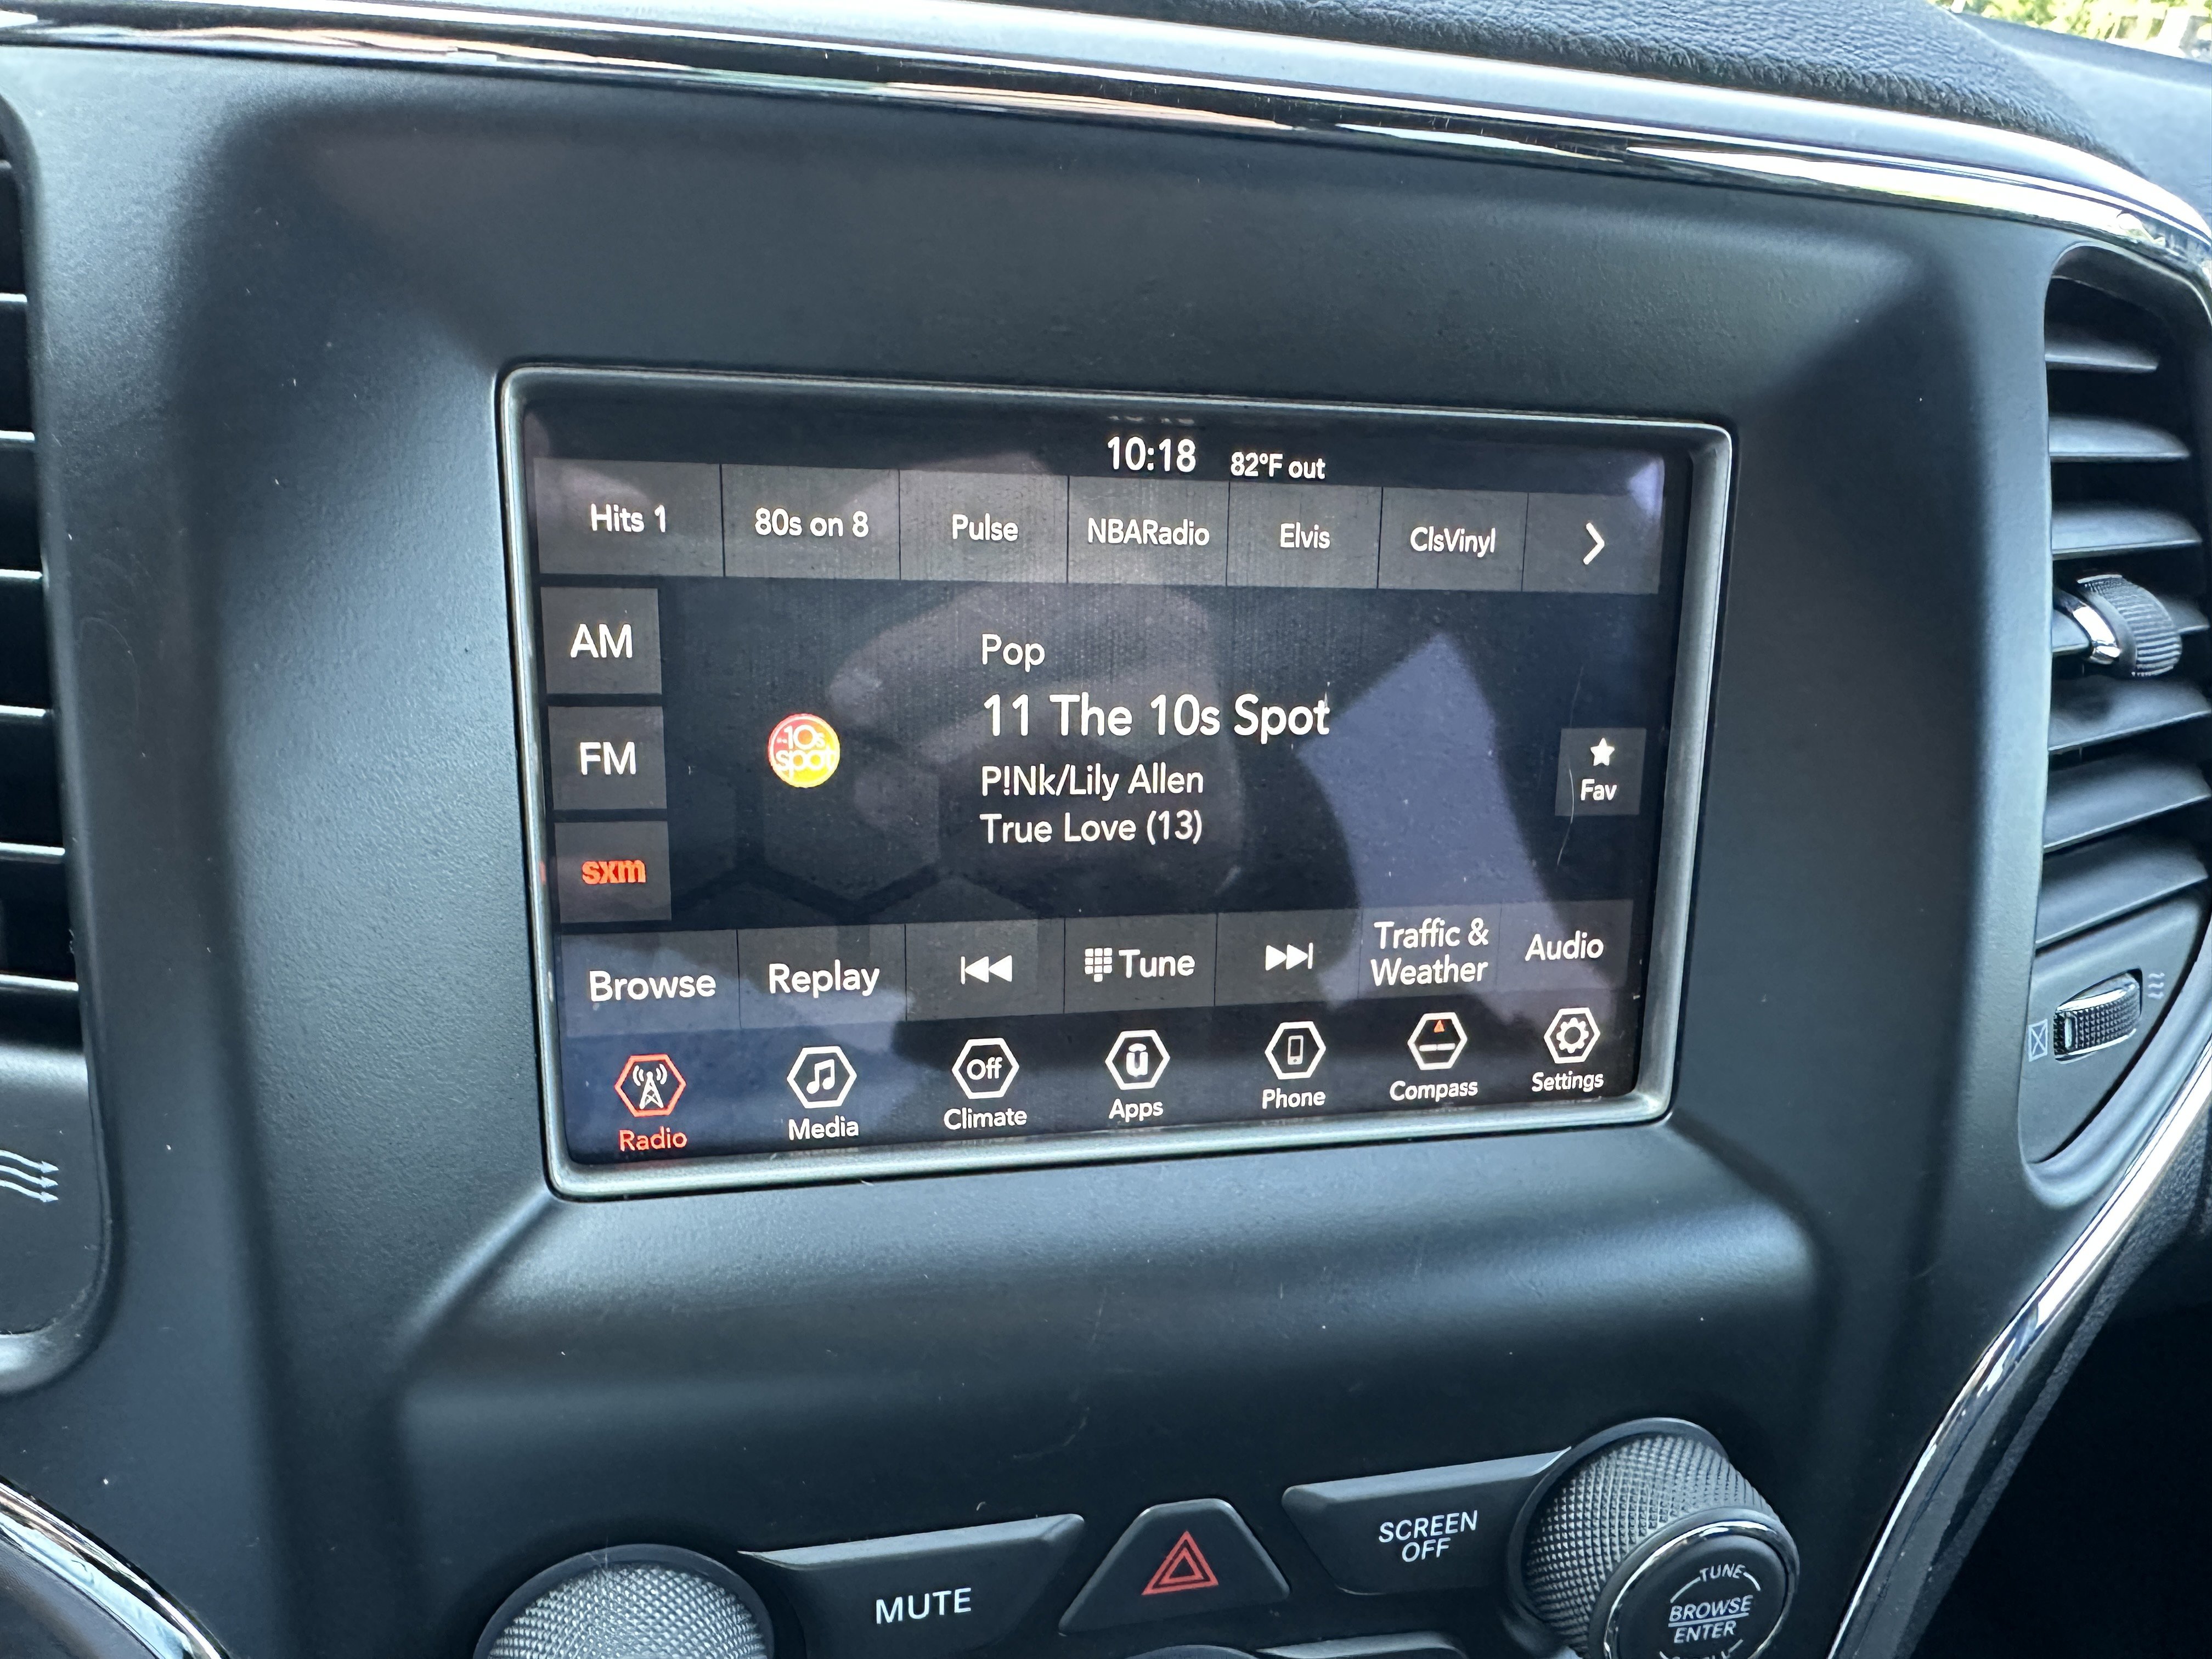 10:18 82°F out
Hits 1 80s on 8 Pulse NBARadio Elvis ClsVinyl
AM
Pop
11 The 10s Spot
10s
spot
FM
P!Nk/Lily Allen
True Love (13)
Fav
sxm
Browse Replay Tune Traffic &
Weather Audio
Radio Media Off
Climate Apps Phone Compass Settings
MUTE
SCREEN
OFF
TUNE
BROWSE
ENTER